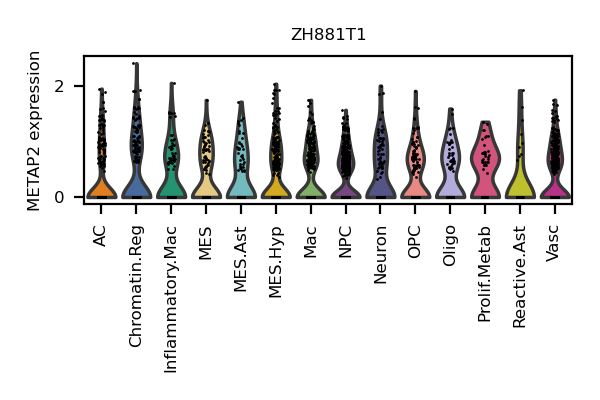 ZH881T1
METAP2 expression
2
0
AC
Chromatin.Reg
Inflammatory.Mac
MES
MES.Ast
MES.Hyp
Mac
NPC
Neuron
OPC
Oligo
Prolif.Metab
Reactive.Ast
Vasc